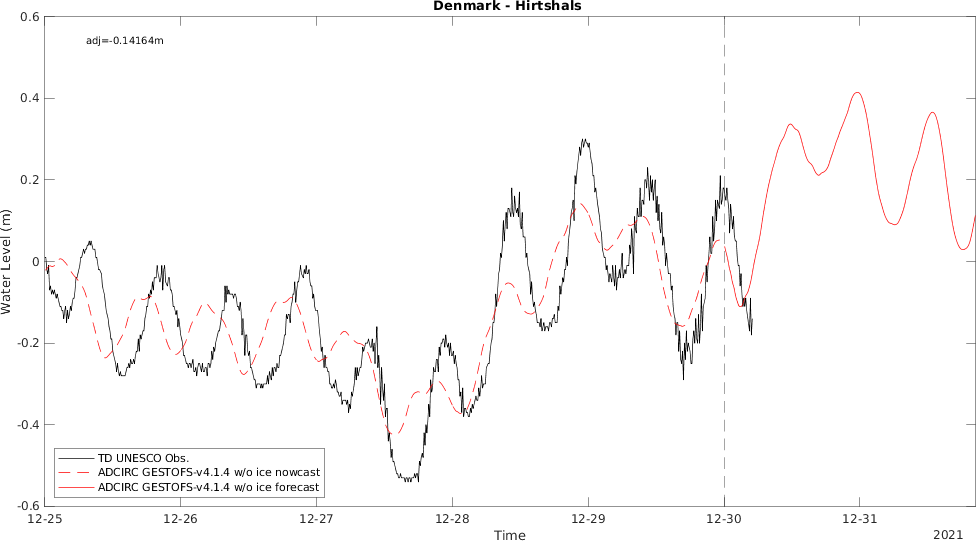 Denmark - Hirtshals
adj=-0.14164m
0.6
0.4
0.2
0
-0.2
-0.4
-0.6
Water Level (m)
TD UNESCO Obs.
ADCIRC GESTOFS-v4.1.4 w/o ice nowcast
ADCIRC GESTOFS-v4.1.4 w/o ice forecast
12-25 12-26 12-27 12-28 12-29 12-30 12-31
Time
2021